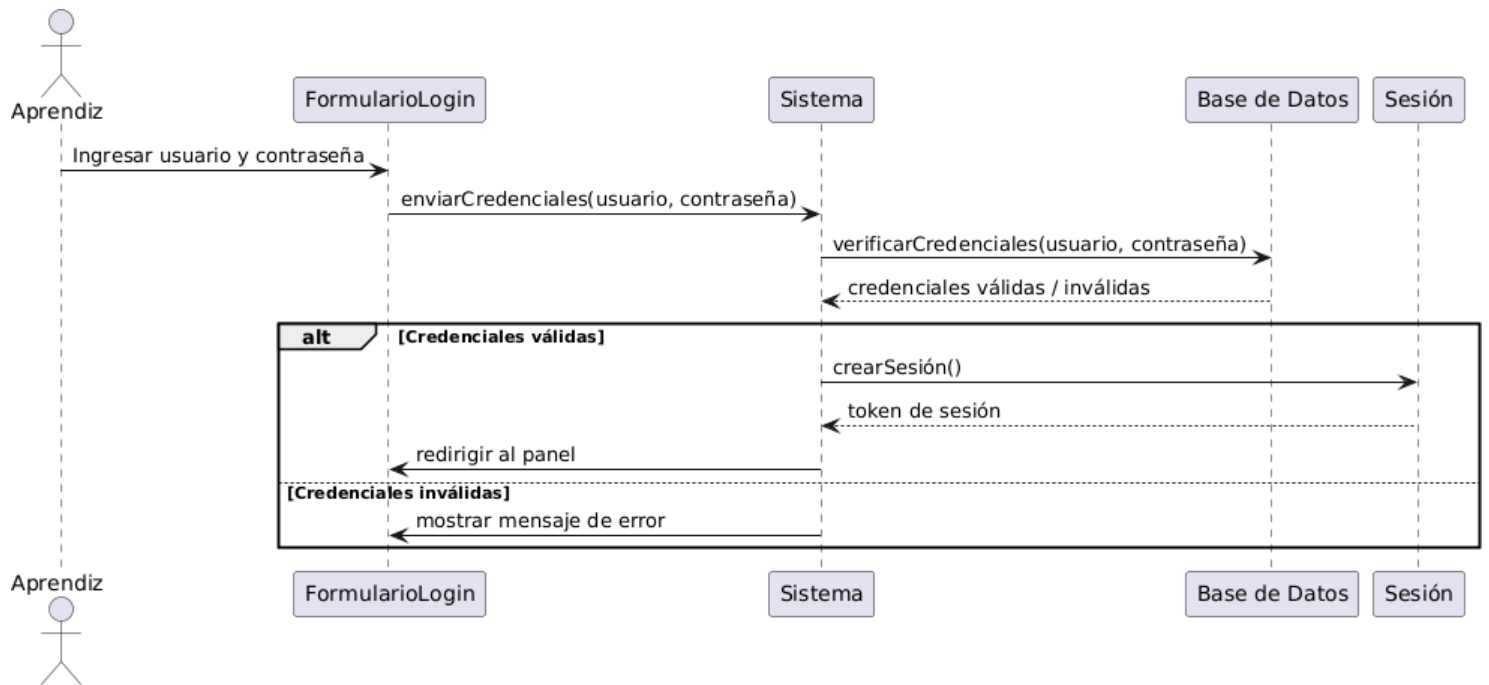 Aprendiz
FormularioLogin
Sistema
Base de Datos
Sesión
Ingresar usuario y contraseña
enviarCredenciales(usuario, contraseña)
verificarCredenciales(usuario, contraseña)
credenciales válidas / inválidas
alt
[Credenciales válidas]
crearSesión()
token de sesión
redirigir al panel
[Credenciales inválidas]
mostrar mensaje de error
Aprendiz
FormularioLogin
Sistema
Base de Datos
Sesión